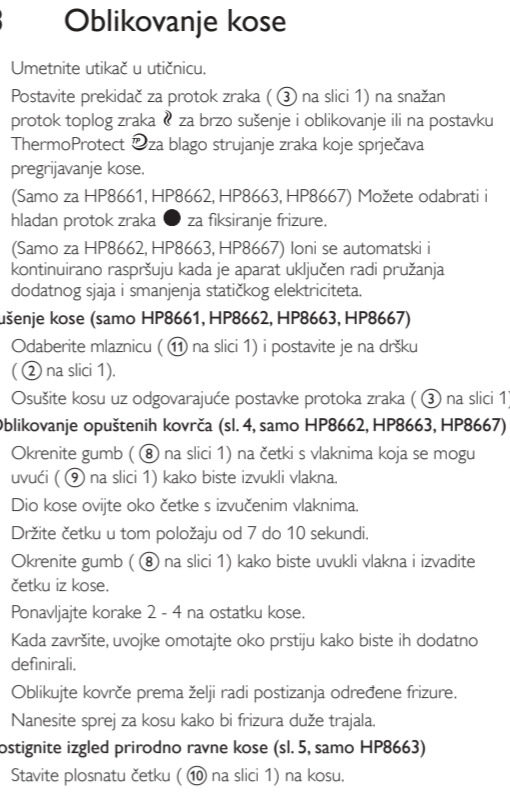 Oblikovanje kose
Umetnite utikač u utičnicu.
Postavite prekidač za protok zraka ( ③ na slici 1) na snažan
protok toplog zraka za brzo sušenje i oblikovanje ili na postavku
ThermoProtect za blago strujanje zraka koje sprječava
pregrijavanje kose.
(Samo za HP8661, HP8662, HP8663, HP8667) Možete odabrati i
hladan protok zraka ● za fiksiranje frizure.
(Samo za HP8662, HP8663, HP8667) Ioni se automatski i
kontinuirano raspršuju kada je aparat uključen radi pružanja
dodatnog sjaja i smanjenja statičkog elektriciteta.
ušenje kose (samo HP8661, HP8662, HP8663, HP8667)
Odaberite mlaznicu ( ⑪ na slici 1) i postavite je na dršku
( ② na slici 1).
Osušite kosu uz odgovarajuće postavke protoka zraka ( ③ na slici 1)
Oblikovanje opuštenih kovrča (sl. 4, samo HP8662, HP8663, HP8667)
Okrenite gumb ( ⑧ na slici 1) na četki s vlaknima koja se mogu
uvući ( ⑨ na slici 1) kako biste izvukli vlakna.
Dio kose ovijte oko četke s izvučenim vlaknima.
Držite četku u tom položaju od 7 do 10 sekundi.
Okrenite gumb ( ⑧ na slici 1) kako biste uvukli vlakna i izvadite
četku iz kose.
Ponavljajte korake 2 - 4 na ostatku kose.
Kada završite, uvojke omotajte oko prstiju kako biste ih dodatno
definirali.
Oblikujte kovrče prema želji radi postizanja određene frizure.
Nanesite sprej za kosu kako bi frizura duže trajala.
ostignite izgled prirodno ravne kose (sl. 5, samo HP8663)
Stavite plosnatu četku ( ⑩ na slici 1) na kosu.